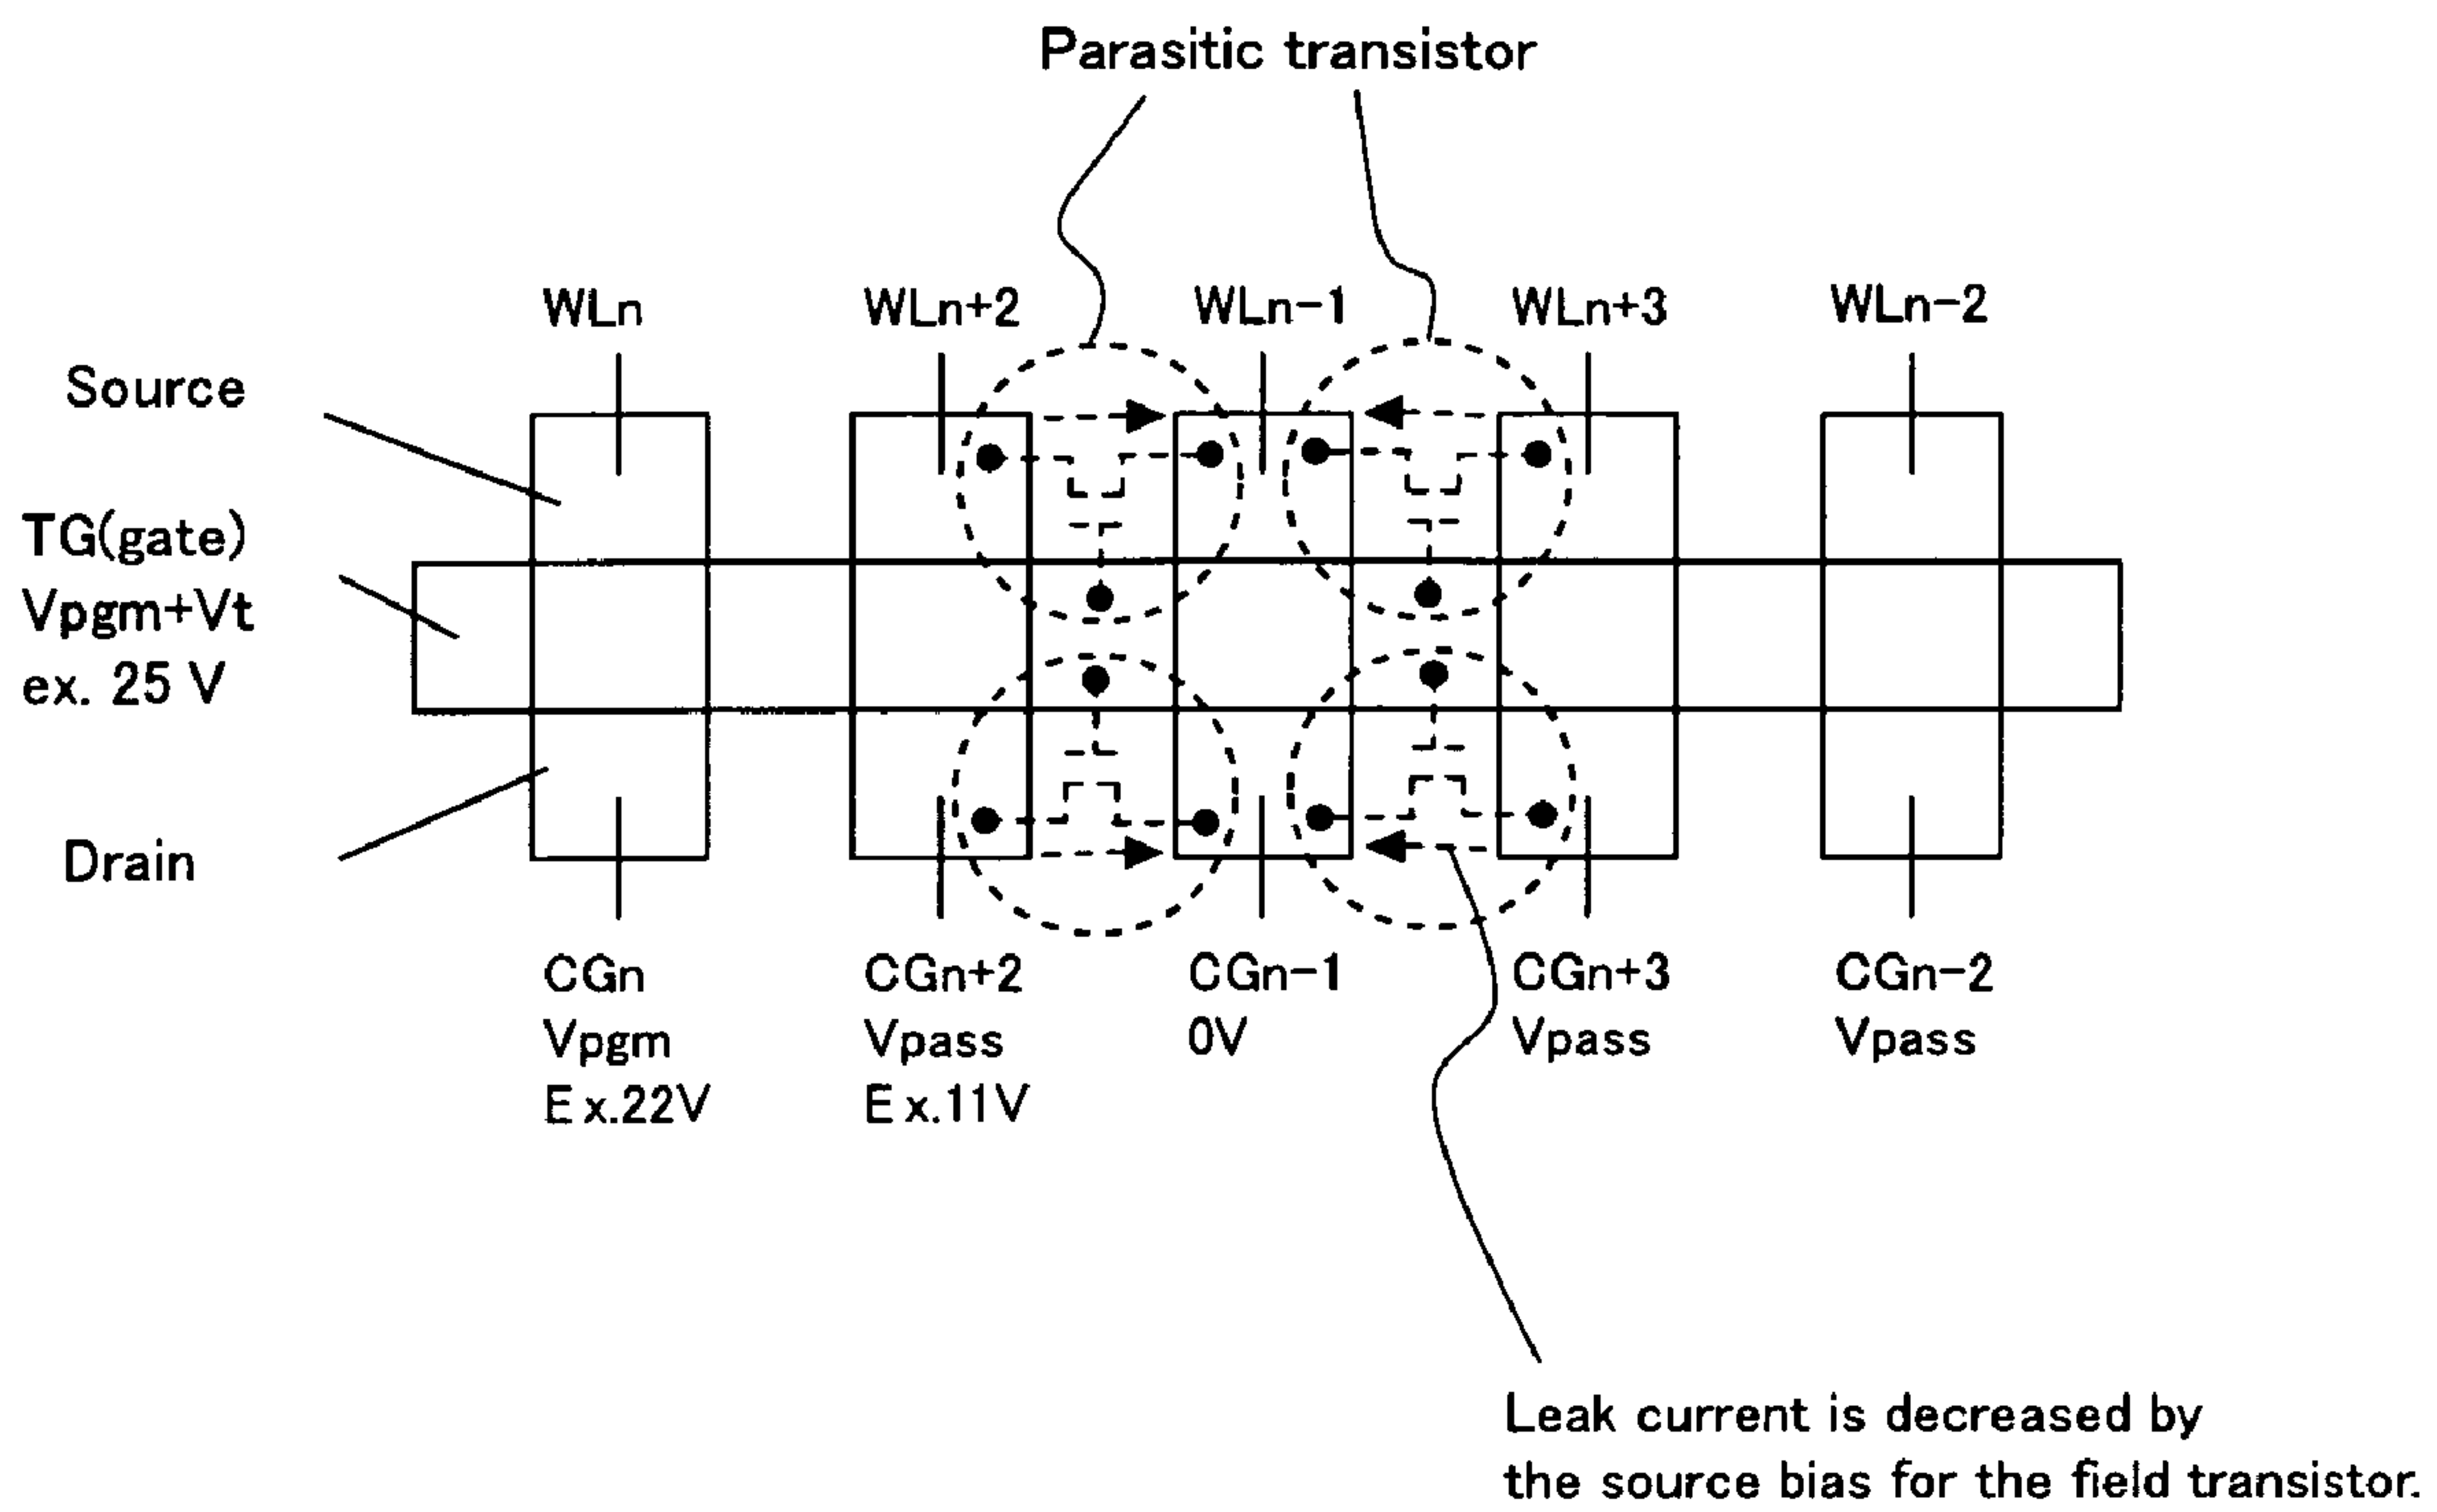 Parasitic transistor
WLn
WLn+2
WLn-1
WLn+3
WLn-2
Source
TG(gate)
Vpgm+Vt
ex. 25 V
Drain
CGn
Vpgm
Ex.22V
CGn+2
Vpass
Ex.11V
CGn-1
0V
CGn+3
Vpass
CGn-2
Vpass
Leak current is decreased by
the source bias for the field transistor.